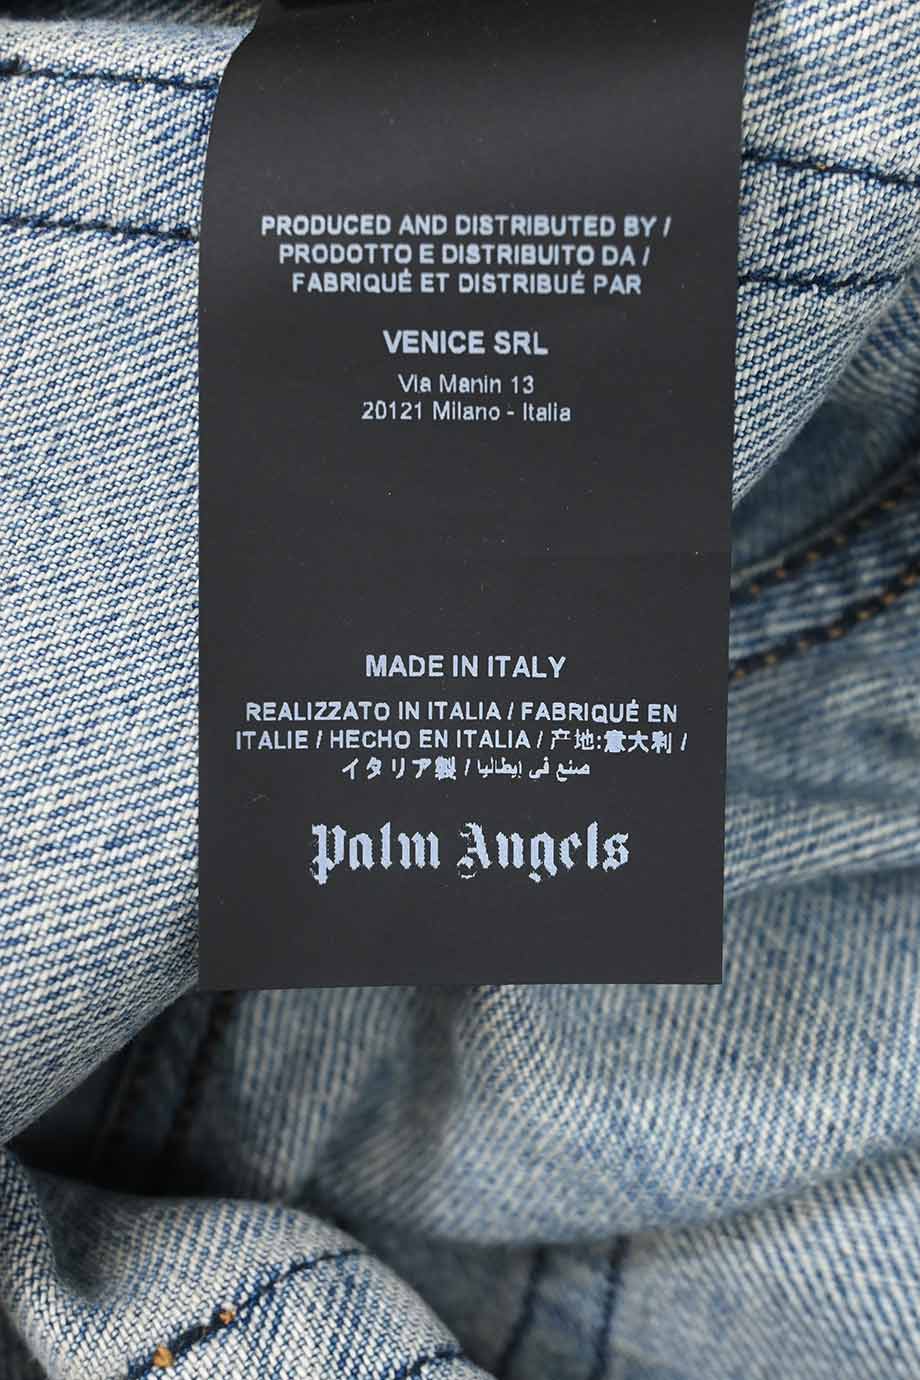 PRODUCED AND DISTRIBUTED BY /
PRODOTTO E DISTRIBUITO DA /
FABRIQUÉ ET DISTRIBUÉ PAR
VENICE SRL
Via Manin 13
20121 Milano - Italia
MADE IN ITALY
REALIZZATO IN ITALIA / FABRIQUÉ EN
ITALIE / HECHO EN ITALIA / 产地:意大利 /
イタリア製 / صنع في إيطاليا
Palm Angels